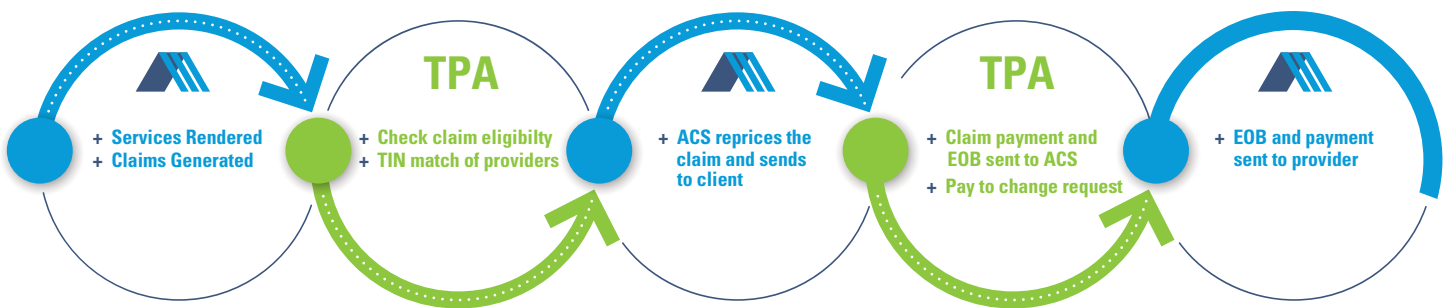 + Services Rendered
+ Claims Generated
TPA
+ Check claim eligibilty
+ TIN match of providers
+ ACS reprices the
claim and sends
to client
TPA
+ Claim payment and
EOB sent to ACS
+ Pay to change request
+ EOB and payment
sent to provider